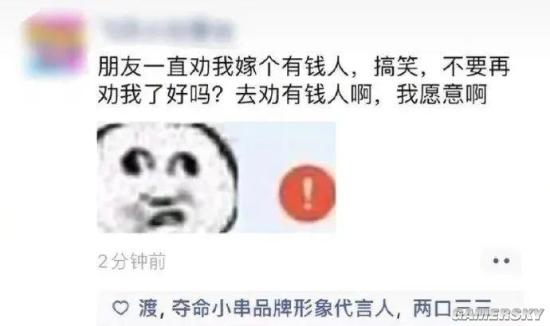 朋友一直劝我嫁个有钱人，搞笑，不要再
劝我了好吗？去劝有钱人啊，我愿意啊
2分钟前
渡，夺命小串品牌形象代言人，两口三三
GAMERSKY